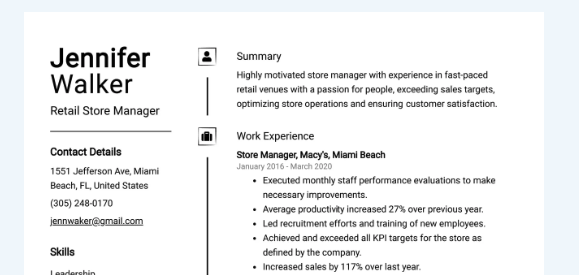 Jennifer
Walker
Retail Store Manager
Contact Details
1551 Jefferson Ave, Miami
Beach, FL, United States
(305) 248-0170
jennwaker@gmail.com
Skills
Leadership
Summary
Highly motivated store manager with experience in fast-paced
retail venues with a passion for people, exceeding sales targets,
optimizing store operations and ensuring customer satisfaction.
Work Experience
Store Manager, Macy's, Miami Beach
January 2016 - March 2020
• Executed monthly staff performance evaluations to make
necessary improvements.
• Average productivity increased 27% over previous year.
• Led recruitment efforts and training of new employees.
• Achieved and exceeded all KPI targets for the store as
defined by the company.
• Increased sales by 117% over last year.